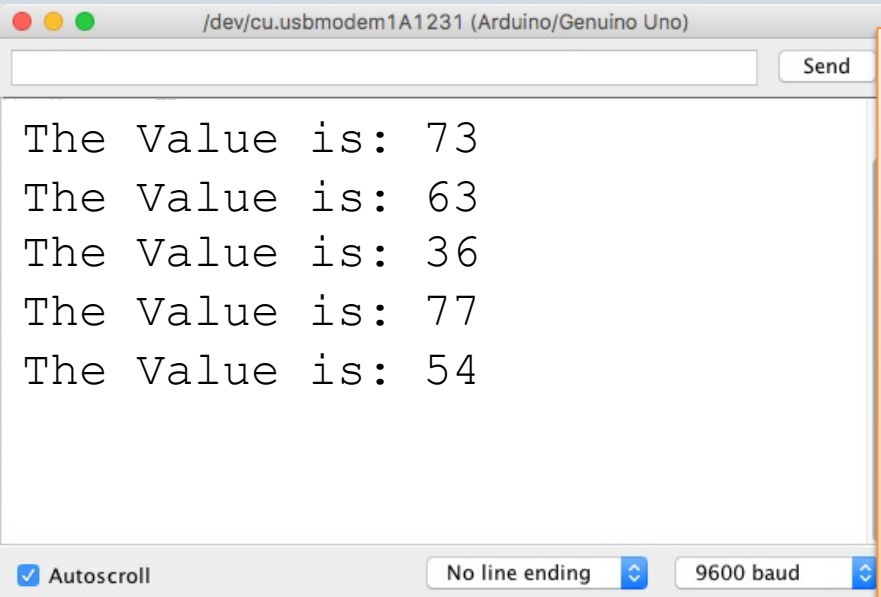 /dev/cu.usbmodem1A1231 (Arduino/Genuino Uno)
Send
The Value is: 73
The Value is: 63
The Value is: 36
The Value is: 77
The Value is: 54
Autoscroll
No line ending
9600 baud